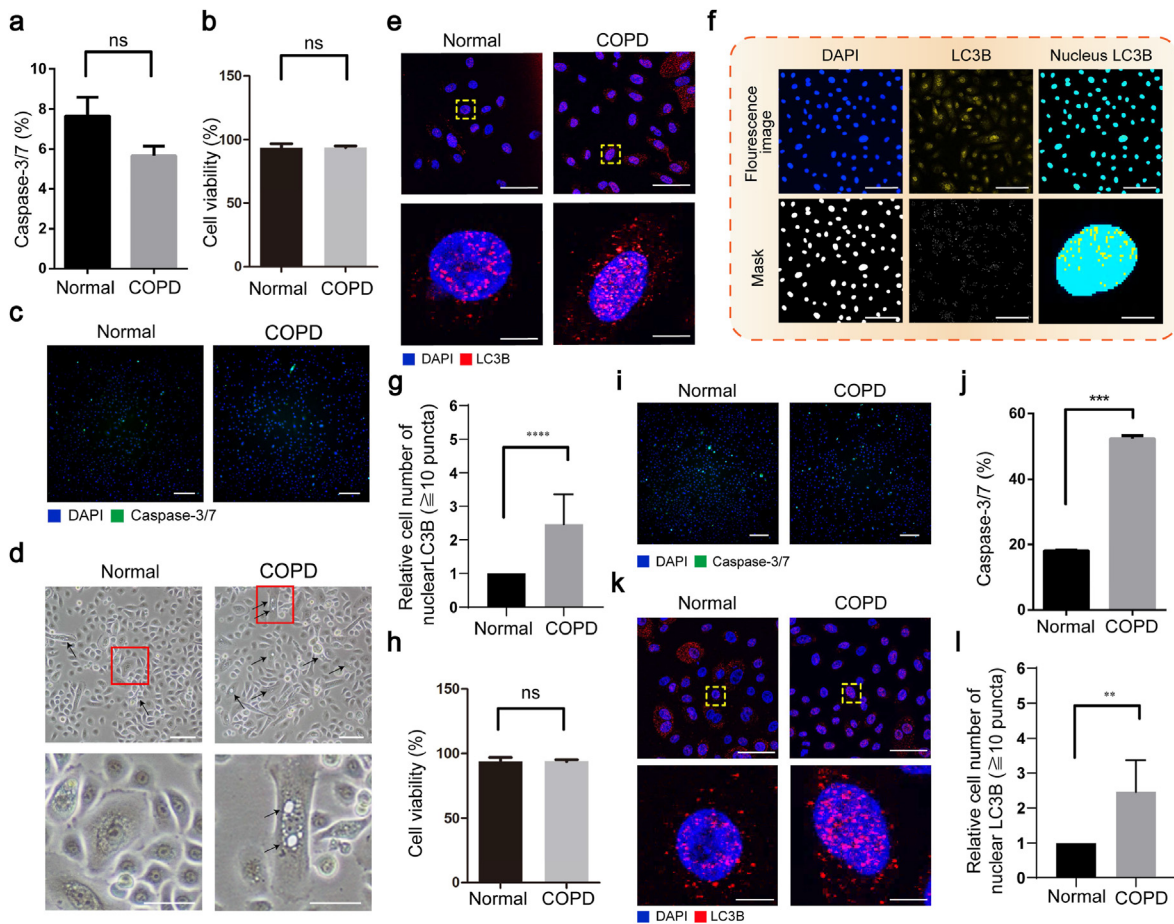 a
ns
Caspase-3/7 (%)
10
8
6
4
2
0
Normal
COPD
b
ns
Cell viability (%)
150
100
50
0
Normal
COPD
c
Normal
COPD
DAPI
Caspase-3/7
d
Normal
COPD
e
Normal
COPD
DAPI
LC3B
f
DAPI
LC3B
Nucleus LC3B
Flourescence
image
Mask
g
Relative cell number of
nuclearLC3B (≧10 puncta)
6
5
4
3
2
1
0
****
Normal
COPD
h
Cell viability (%)
150
100
50
0
ns
Normal
COPD
i
Normal
COPD
DAPI
Caspase-3/7
j
Caspase-3/7 (%)
60
40
20
0
***
Normal
COPD
k
Normal
COPD
DAPI
LC3B
l
Relative cell number of
nuclear LC3B (≧10 puncta)
6
5
4
3
2
1
0
**
Normal
COPD